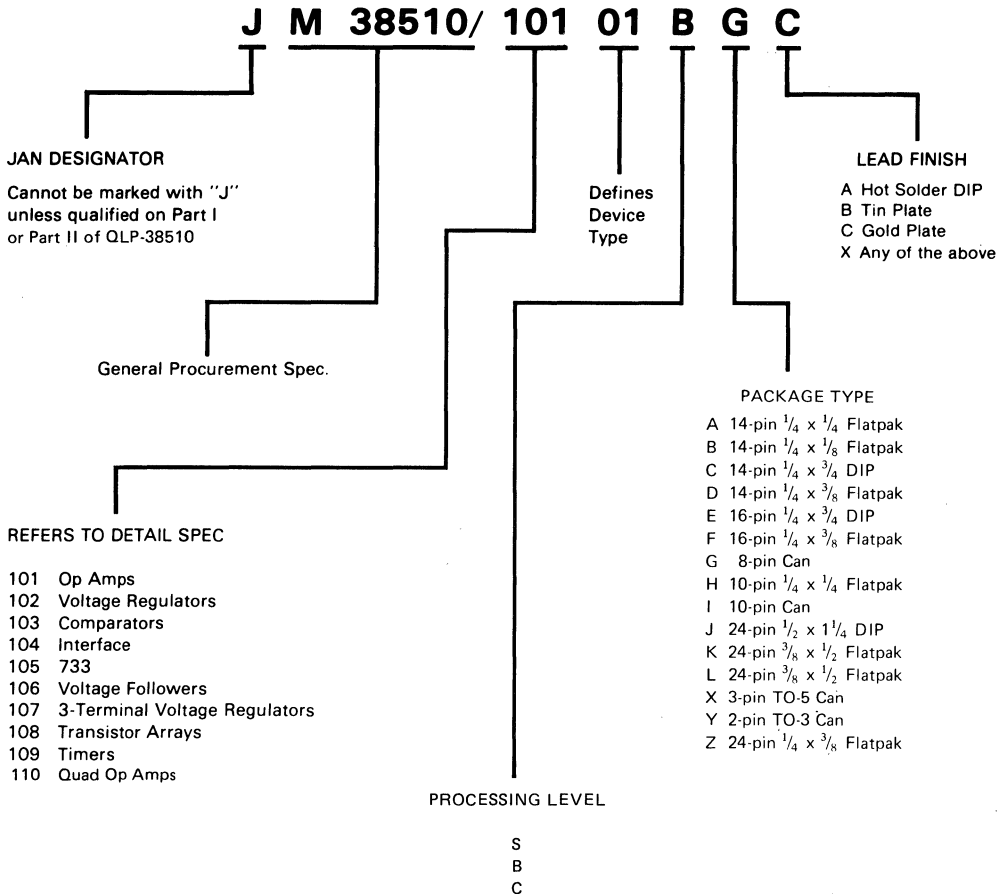 J M 38510/ 101 01 B G C
JAN DESIGNATOR
Cannot be marked with "J"
unless qualified on Part I
or Part II of QLP-38510
General Procurement Spec.
REFERS TO DETAIL SPEC
101 Op Amps
102 Voltage Regulators
103 Comparators
104 Interface
105 733
106 Voltage Followers
107 3-Terminal Voltage Regulators
108 Transistor Arrays
109 Timers
110 Quad Op Amps
Defines
Device
Type
PROCESSING LEVEL
S
B
C
LEAD FINISH
A Hot Solder DIP
B Tin Plate
C Gold Plate
X Any of the above
PACKAGE TYPE
A 14-pin 1/4 x 1/4 Flatpak
B 14-pin 1/4 x 1/8 Flatpak
C 14-pin 1/4 x 3/4 DIP
D 14-pin 1/4 x 3/8 Flatpak
E 16-pin 1/4 x 3/4 DIP
F 16-pin 1/4 x 3/8 Flatpak
G 8-pin Can
H 10-pin 1/4 x 1/4 Flatpak
I 10-pin Can
J 24-pin 1/2 x 1 1/4 DIP
K 24-pin 3/8 x 1/2 Flatpak
L 24-pin 3/8 x 1/2 Flatpak
X 3-pin TO-5 Can
Y 2-pin TO-3 Can
Z 24-pin 1/4 x 3/8 Flatpak